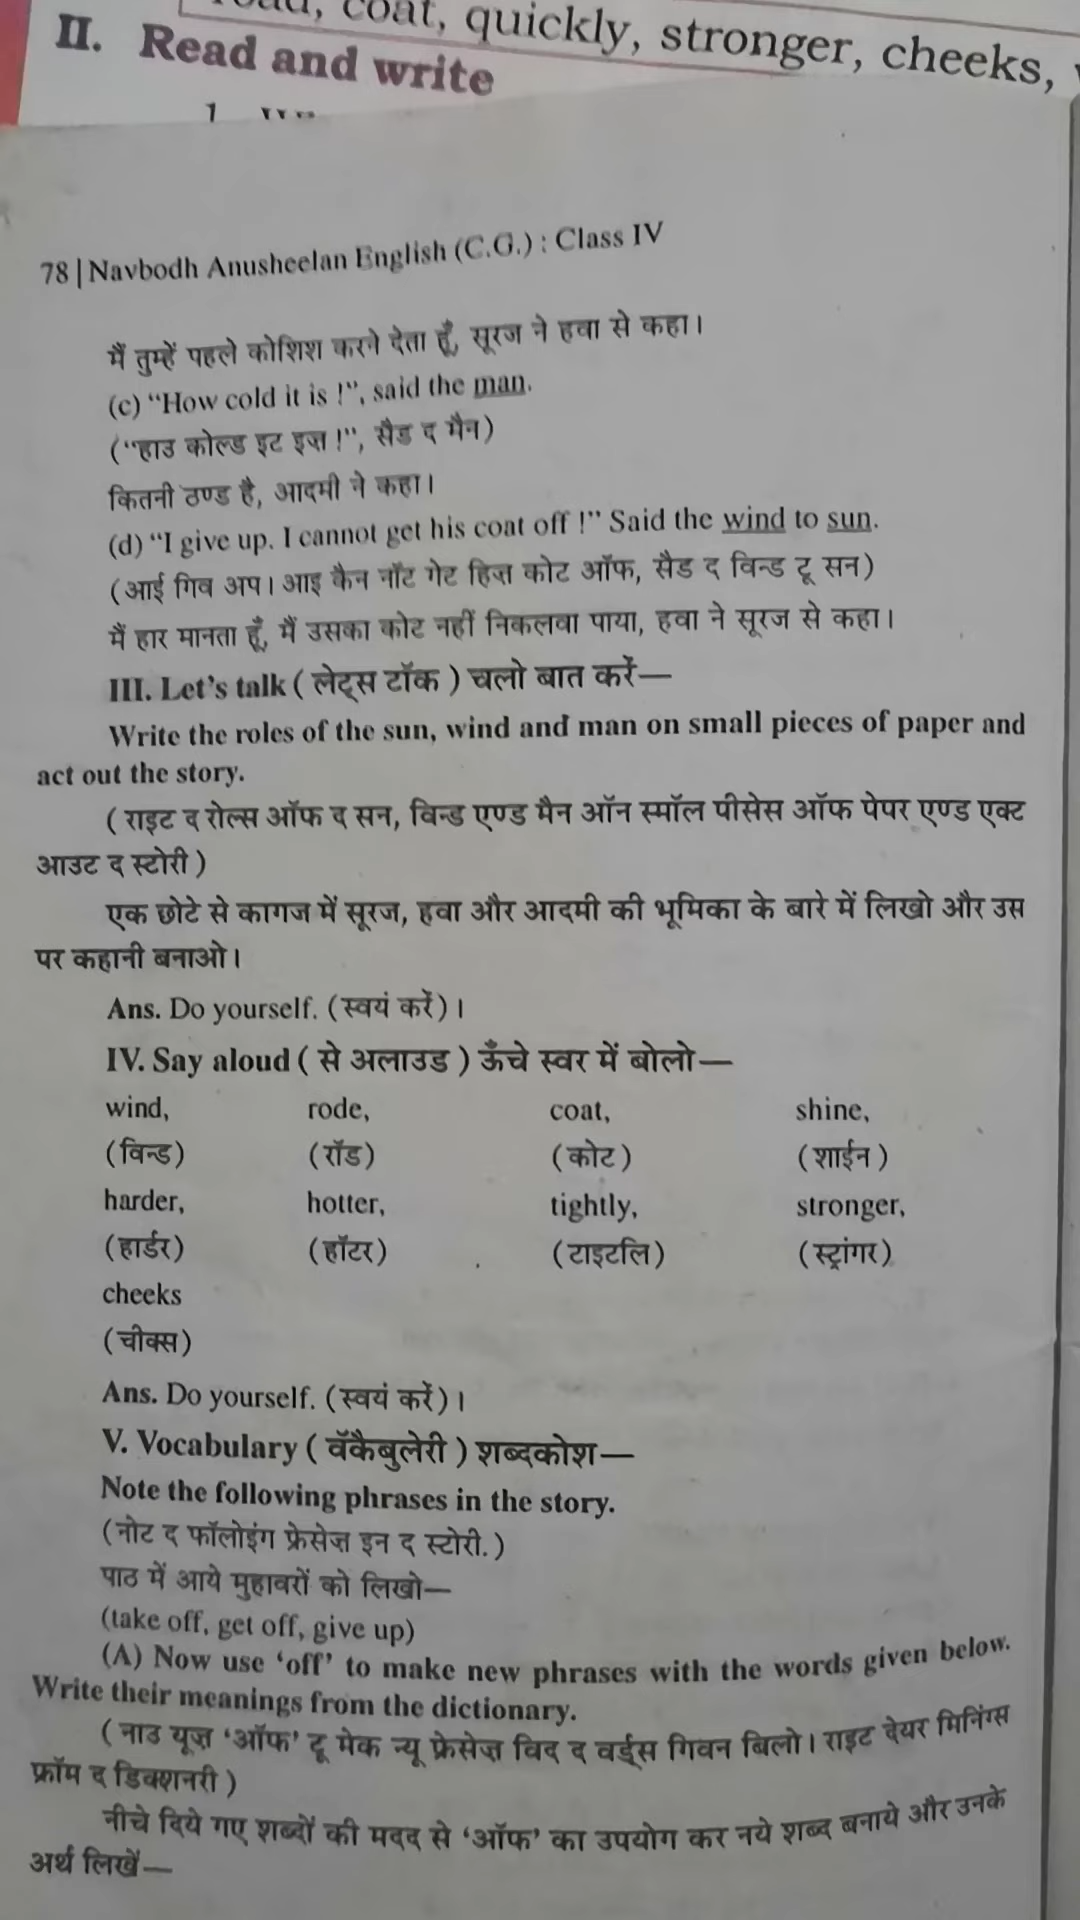 coat, quickly, stronger, cheeks,
II. Read and write
1
78 | Navbodh Anusheelan English (C.G.) : Class IV
मैं तुम्हें पहले कोशिश करने देता हूँ, सूरज ने हवा से कहा।
(c) “How cold it is !”, said the man.
(“हाउ कोल्ड इट इज़ !”, सैड द मैन)
कितनी ठण्ड है, आदमी ने कहा।
(d) “I give up. I cannot get his coat off !” Said the wind to sun.
(आई गिव अप। आइ कैन नॉट गेट हिज़ कोट ऑफ, सैड द विन्ड टू सन)
मैं हार मानता हूँ, मैं उसका कोट नहीं निकलवा पाया, हवा ने सूरज से कहा।
III. Let’s talk ( लेट्स टॉक ) चलो बात करें—
Write the roles of the sun, wind and man on small pieces of paper and
act out the story.
( राइट द रोल्स ऑफ द सन, विन्ड एण्ड मैन ऑन स्मॉल पीसेस ऑफ पेपर एण्ड एक्ट
आउट द स्टोरी )
एक छोटे से कागज में सूरज, हवा और आदमी की भूमिका के बारे में लिखो और उस
पर कहानी बनाओ।
Ans. Do yourself. (स्वयं करें)।
IV. Say aloud ( से अलाउड ) ऊँचे स्वर में बोलो—
wind, rode, coat, shine,
(विन्ड) (रॉड) (कोट) (शाईन)
harder, hotter, tightly, stronger,
(हार्डर) (हॉटर) (टाइटलि) (स्ट्रांगर)
cheeks
(चीक्स)
Ans. Do yourself. (स्वयं करें)।
V. Vocabulary ( वॅकैबुलेरी ) शब्दकोश—
Note the following phrases in the story.
(नोट द फॉलोइंग फ्रेसेज़ इन द स्टोरी.)
पाठ में आये मुहावरों को लिखो—
(take off, get off, give up)
(A) Now use ‘off’ to make new phrases with the words given below.
Write their meanings from the dictionary.
( नाउ यूज़ ‘ऑफ’ टू मेक न्यू फ्रेसेज़ विद द वर्ड्स गिवन बिलो। राइट देयर मिनिंग्स
फ्रॉम द डिक्शनरी )
नीचे दिये गए शब्दों की मदद से ‘ऑफ’ का उपयोग कर नये शब्द बनाये और उनके
अर्थ लिखें—